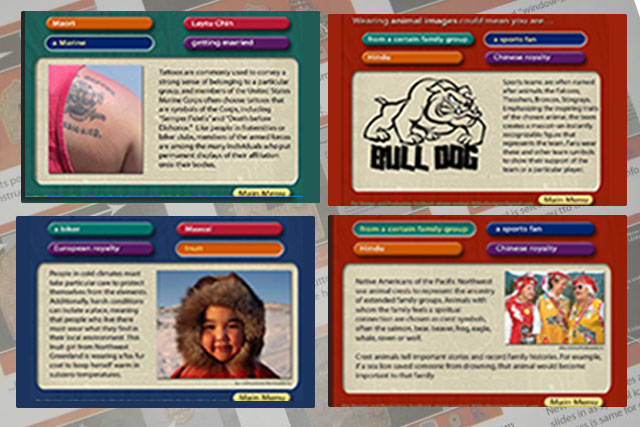 Maori
Laytu Chin
a Marine
getting married
Tattoos are commonly used to convey a
strong sense of belonging to a particular
group, and members of the United States
Marine Corps often choose tattoos that
are symbols of the Corps, including
"Semper Fidelis" and "Death before
Dishonor." Like people in fraternities or
biker clubs, members of the armed forces
are among the many individuals who put
permanent displays of their affiliation
onto their bodies.
Main Menu
Wearing animal images could mean you are...
from a certain family group
a sports fan
Hindu
Chinese royalty
BULL DOG
Sports teams are often named
after animals: the Falcons,
Thrashers, Broncos, Stingrays.
Emphasizing the inspiring traits
of the chosen animal, the team
creates a mascot—an instantly
recognizable figure that
represents the team. Fans wear
these and other team symbols
to show their support of the
team or a particular player.
Main Menu
a biker
Maasai
European royalty
Inuit
People in cold climates must
take particular care to protect
themselves from the elements.
Additionally, harsh conditions
can isolate a place, meaning
that people who live there
must wear what they find in
their local environment. This
Inuit girl from Northwest
Greenland is wearing a fox fur
coat to keep herself warm in
subzero temperatures.
Main Menu
from a certain family group
a sports fan
Hindu
Chinese royalty
Native Americans of the Pacific Northwest
use animal crests to represent the ancestry
of extended family groups. Animals with
whom the family feels a spiritual
connection are chosen as crest symbols,
often the salmon, bear, beaver, frog, eagle,
whale, raven or wolf.
Crest animals tell important stories and record family histories. For example,
if a sea lion saved someone from drowning, that animal would become
important to that family.
Main Menu